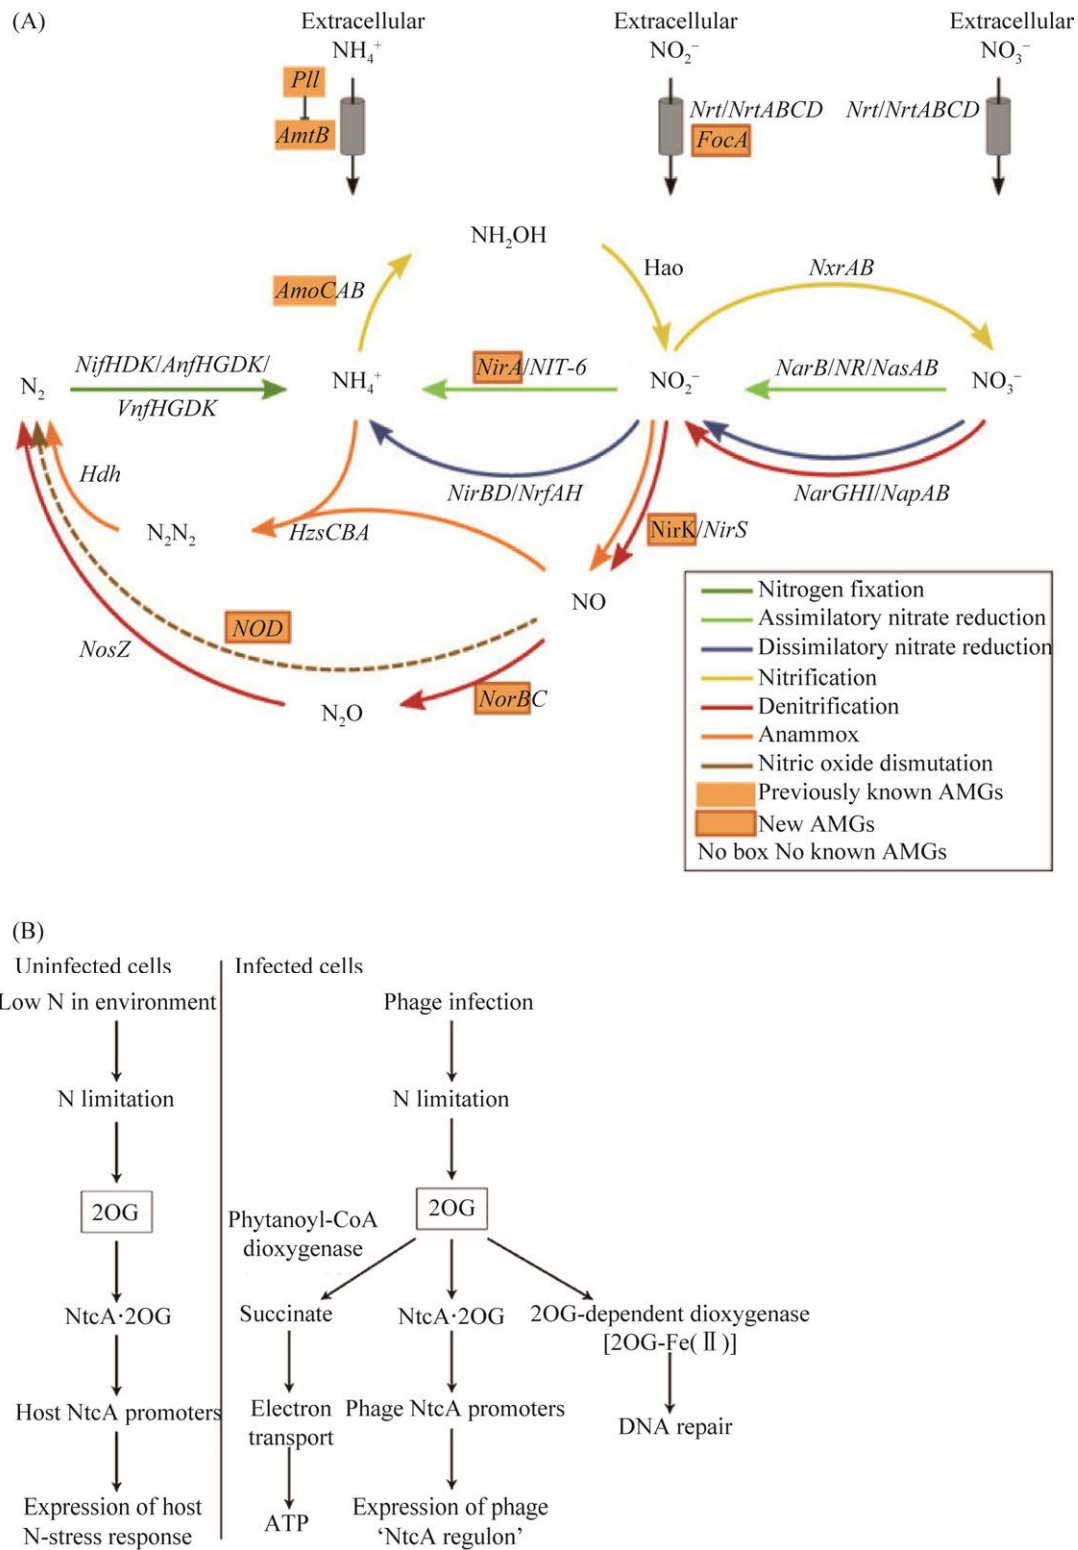 (A)
Extracellular
NH₄⁺
Extracellular
NO₂⁻
Extracellular
NO₃⁻
Pll
AmtB
Nrt/NrtABCD
FocA
Nrt/NrtABCD
NH₂OH
AmoCAB
Hao
NxrAB
N₂
NifHDK/AnfHGDK/
VnfHGDK
NH₄⁺
NirA/NIT-6
NO₂⁻
NarB/NR/NasAB
NO₃⁻
Hdh
NirBD/NrfAH
NarGHI/NapAB
N₂N₂
HzsCBA
NirK/NirS
NO
NOD
NosZ
NorBC
N₂O
Nitrogen fixation
Assimilatory nitrate reduction
Dissimilatory nitrate reduction
Nitrification
Denitrification
Anammox
Nitric oxide dismutation
Previously known AMGs
New AMGs
No box No known AMGs
(B)
Uninfected cells
Low N in environment
N limitation
2OG
NtcA·2OG
Host NtcA promoters
Expression of host
N-stress response
Infected cells
Phage infection
N limitation
2OG
Phytanoyl-CoA
dioxygenase
Succinate
Electron
transport
ATP
NtcA·2OG
Phage NtcA promoters
Expression of phage
‘NtcA regulon’
2OG-dependent dioxygenase
[2OG-Fe(Ⅱ)]
DNA repair